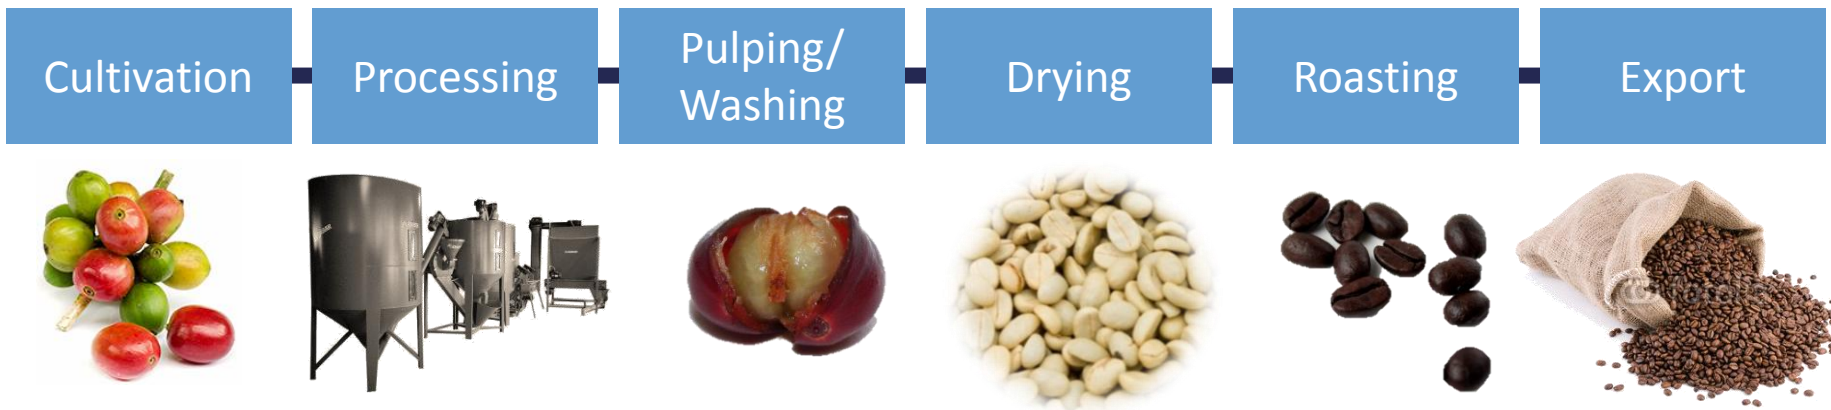 Cultivation
Processing
Pulping/
Washing
Drying
Roasting
Export